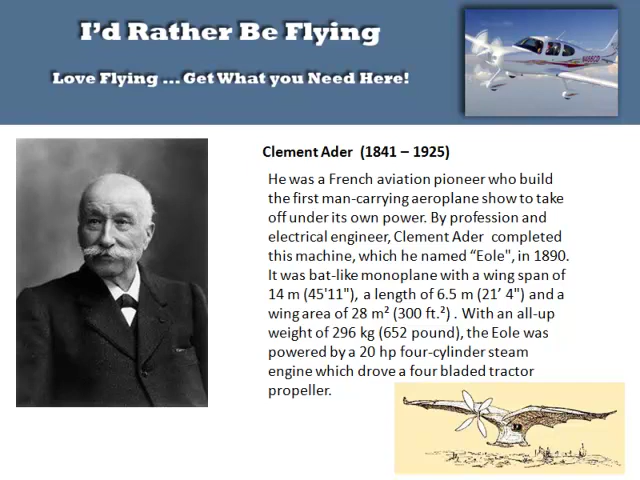 I'd Rather Be Flying
Love Flying ... Get What you Need Here!
N466CD
Clement Ader (1841 – 1925)
He was a French aviation pioneer who build
the first man-carrying aeroplane show to take
off under its own power. By profession and
electrical engineer, Clement Ader completed
this machine, which he named “Eole", in 1890.
It was bat-like monoplane with a wing span of
14 m (45'11"), a length of 6.5 m (21’ 4") and a
wing area of 28 m² (300 ft.²) . With an all-up
weight of 296 kg (652 pound), the Eole was
powered by a 20 hp four-cylinder steam
engine which drove a four bladed tractor
propeller.